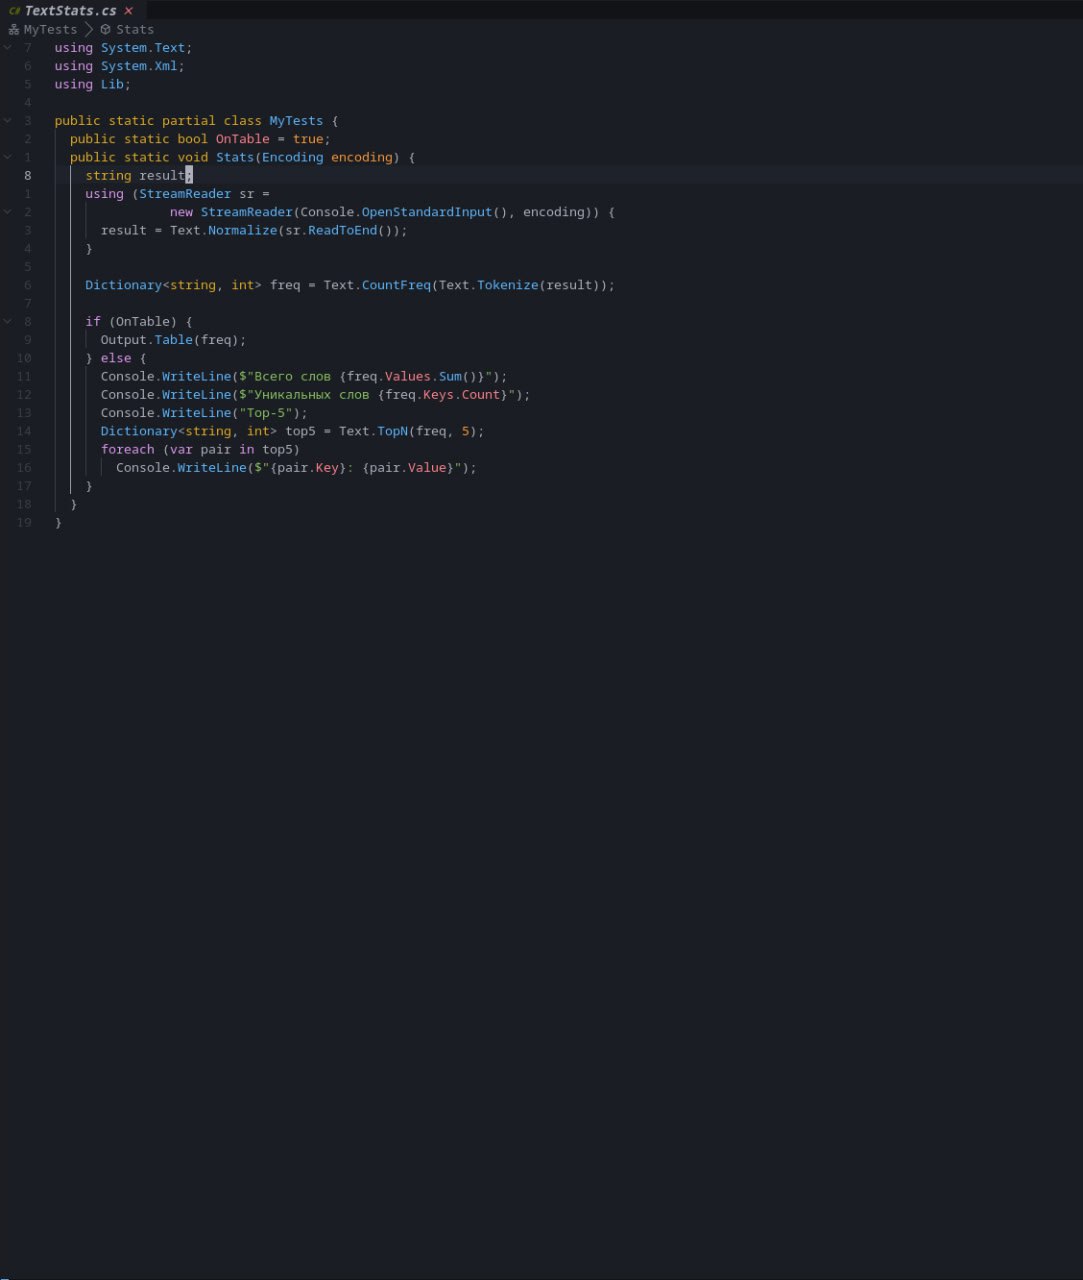 C# TextStats.cs ×
MyTests > Stats
7 using System.Text;
6 using System.Xml;
5 using Lib;
4
3 public static partial class MyTests {
2 public static bool OnTable = true;
1 public static void Stats(Encoding encoding) {
8 string result;
1 using (StreamReader sr =
2 new StreamReader(Console.OpenStandardInput(), encoding)) {
3 result = Text.Normalize(sr.ReadToEnd());
4 }
5
6 Dictionary<string, int> freq = Text.CountFreq(Text.Tokenize(result));
7
8 if (OnTable) {
9 Output.Table(freq);
10 } else {
11 Console.WriteLine($"Всего слов {freq.Values.Sum()}");
12 Console.WriteLine($"Уникальных слов {freq.Keys.Count}");
13 Console.WriteLine("Top-5");
14 Dictionary<string, int> top5 = Text.TopN(freq, 5);
15 foreach (var pair in top5)
16 Console.WriteLine($"{pair.Key}: {pair.Value}");
17 }
18 }
19 }